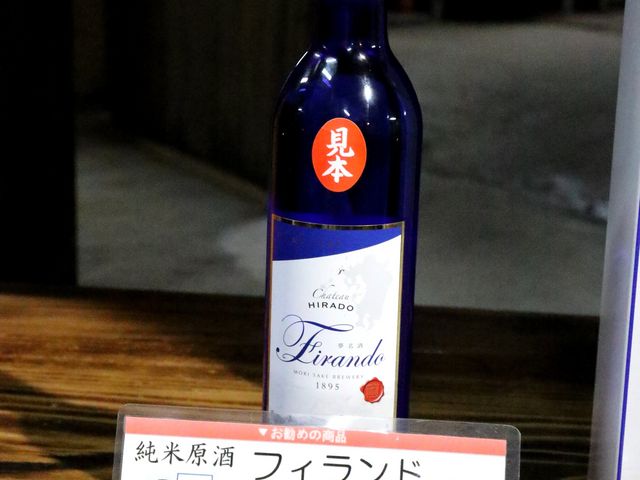 見本
Chateau
HIRADO
夢名酒
Firando
MORI SAKE BREWERY
1895
▼お勧めの商品
純米原酒
フィランド